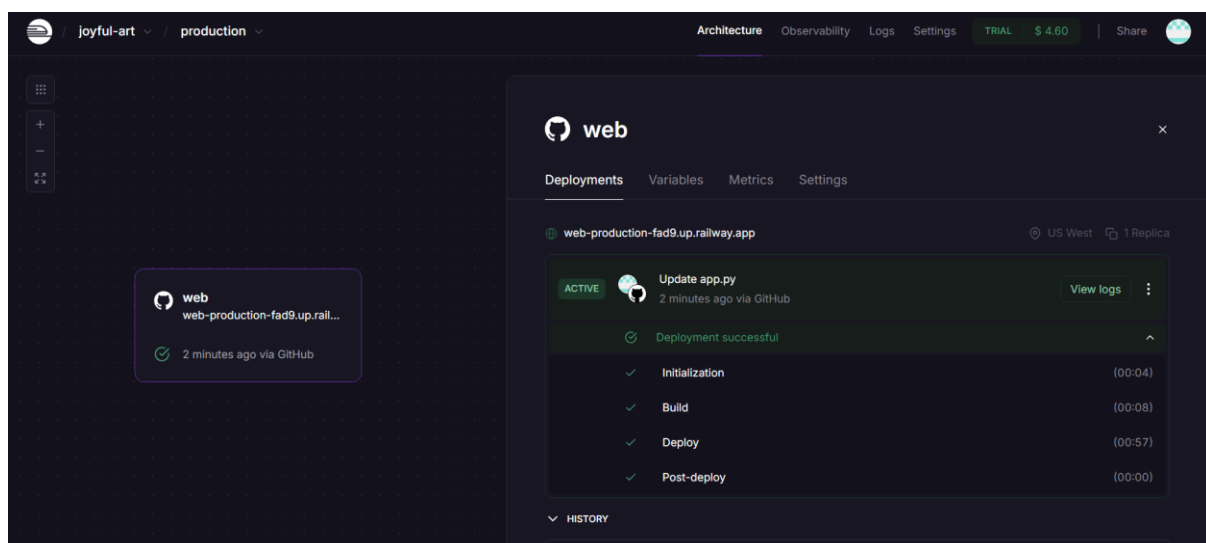 / joyful-art / production
Architecture Observability Logs Settings TRIAL $ 4.60 | Share
web
Deployments Variables Metrics Settings
web-production-fad9.up.railway.app US West 1 Replica
ACTIVE Update app.py
2 minutes ago via GitHub View logs
Deployment successful
Initialization (00:04)
Build (00:08)
Deploy (00:57)
Post-deploy (00:00)
HISTORY
web
web-production-fad9.up.rail...
2 minutes ago via GitHub